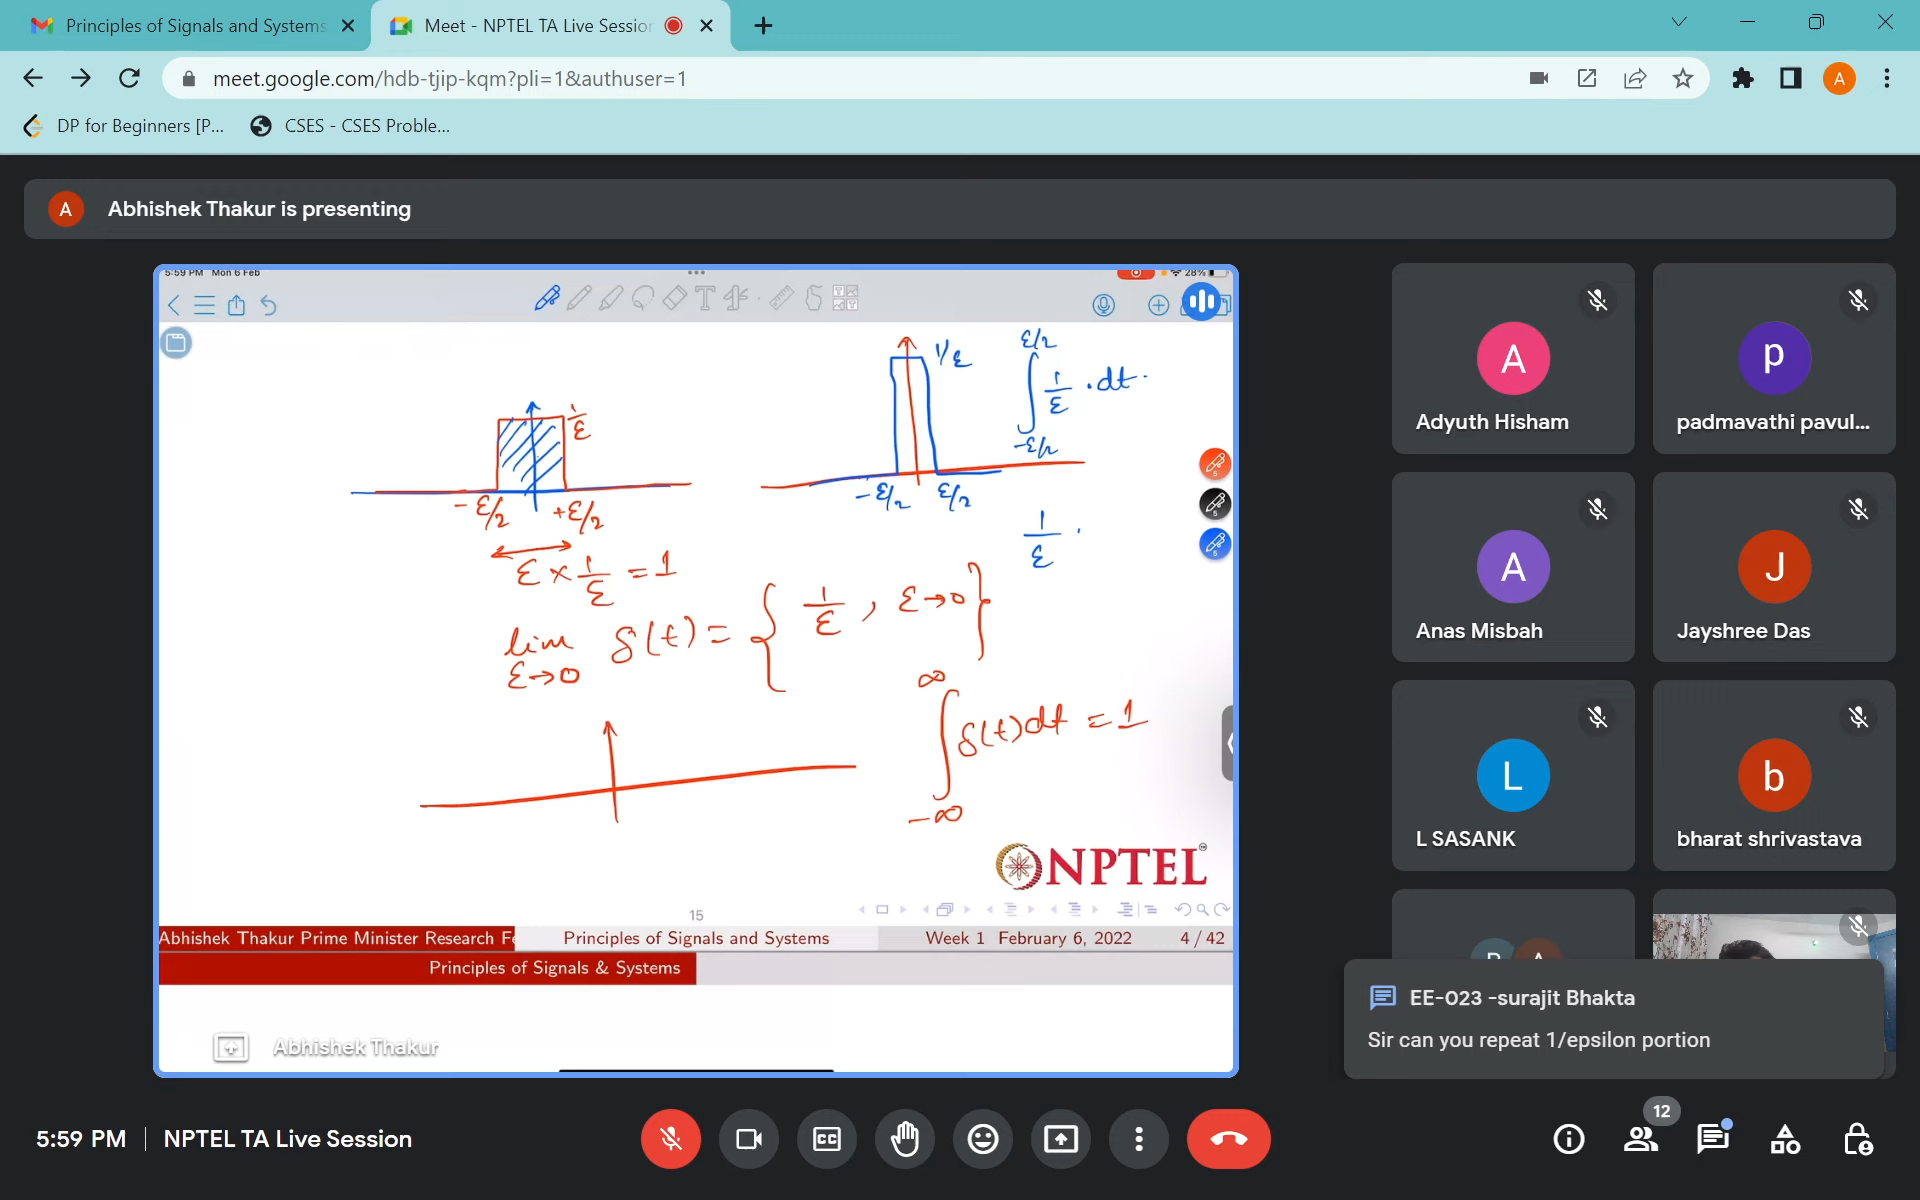 Principles of Signals and Systems
Meet - NPTEL TA Live Session
meet.google.com/hdb-tjip-kqm?pli=1&authuser=1
A
DP for Beginners [P...
CSES - CSES Proble...
A
Abhishek Thakur is presenting
5:59 PM Mon 6 Feb
28%
1/ε
ε/2
∫ 1/ε . dt .
-ε/2
1/ε
-ε/2 +ε/2
-ε/2 ε/2
1/ε .
ε × 1/ε = 1
lim ε→0 δ(t) = { 1/ε , ε→0 }
∞
∫ δ(t)dt = 1
-∞
NPTEL
15
Abhishek Thakur Prime Minister Research Fe
Principles of Signals and Systems
Week 1 February 6, 2022 4 / 42
Principles of Signals & Systems
Abhishek Thakur
A
Adyuth Hisham
p
padmavathi pavul...
A
Anas Misbah
J
Jayshree Das
L
L SASANK
b
bharat shrivastava
EE-023 -surajit Bhakta
Sir can you repeat 1/epsilon portion
5:59 PM | NPTEL TA Live Session
CC
12